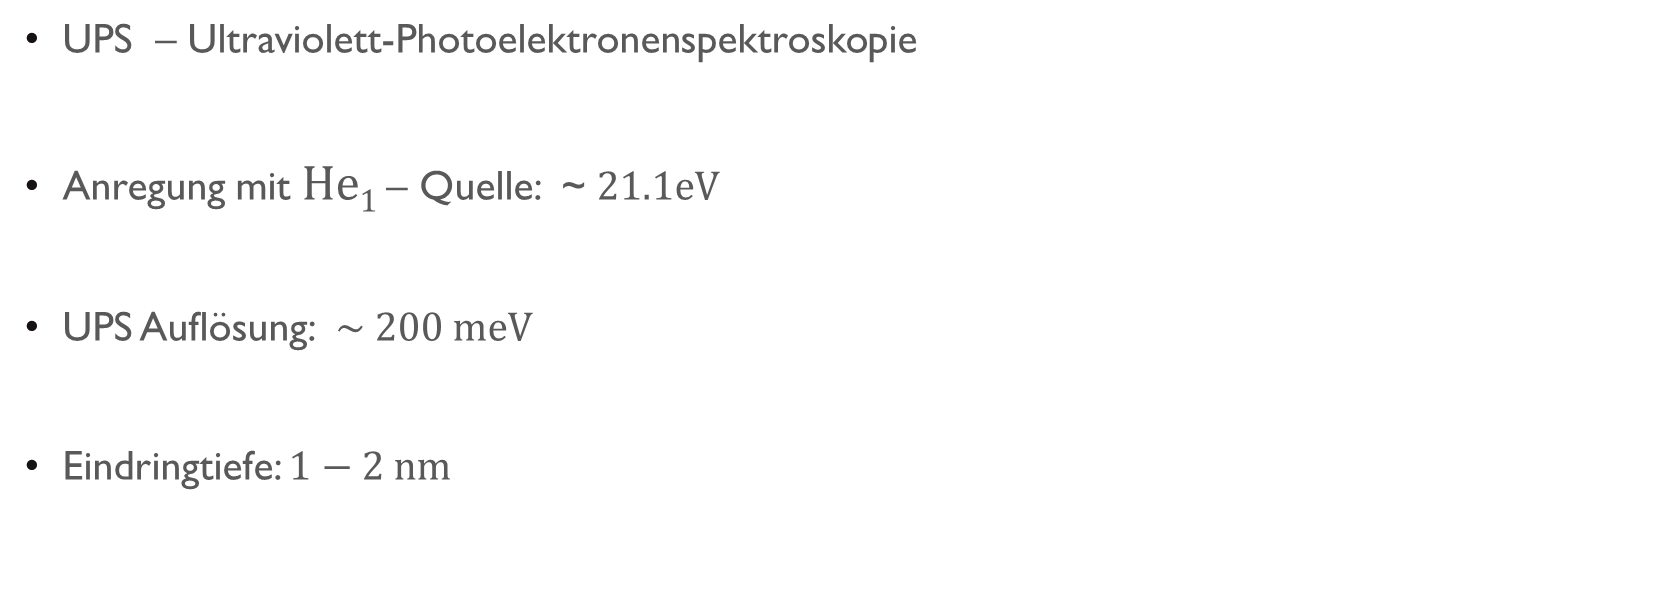 • UPS – Ultraviolett-Photoelektronenspektroskopie
• Anregung mit He₁ – Quelle: ~ 21.1eV
• UPS Auflösung: ~ 200 meV
• Eindringtiefe: 1 − 2 nm